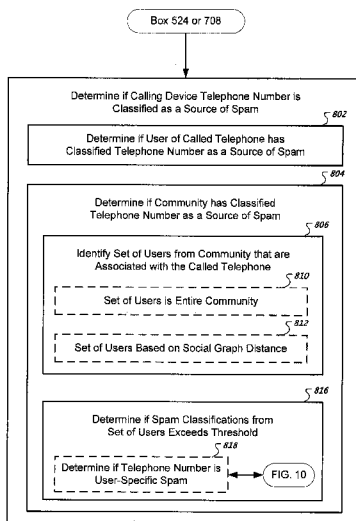 Box 524 or 708
Determine if Calling Device Telephone Number is
Classified as a Source of Spam
802
Determine if User of Called Telephone has
Classified Telephone Number as a Source of Spam
804
Determine if Community has Classified
Telephone Number as a Source of Spam
806
Identify Set of Users from Community that are
Associated with the Called Telephone
810
Set of Users is Entire Community
812
Set of Users Based on Social Graph Distance
816
Determine if Spam Classifications from
Set of Users Exceeds Threshold
818
Determine if Telephone Number is
User-Specific Spam
FIG. 10